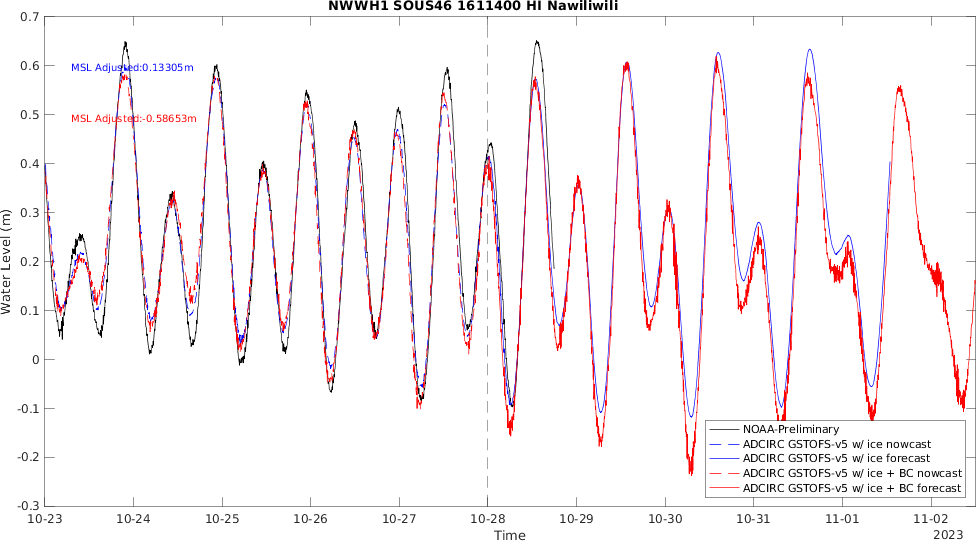 NWWH1 SOUS46 1611400 HI Nawiliwili
0.7
0.6
0.5
0.4
0.3
0.2
0.1
0
-0.1
-0.2
-0.3
Water Level (m)
MSL Adjusted:0.13305m
MSL Adjusted:-0.58653m
NOAA-Preliminary
ADCIRC GSTOFS-v5 w/ ice nowcast
ADCIRC GSTOFS-v5 w/ ice forecast
ADCIRC GSTOFS-v5 w/ ice + BC nowcast
ADCIRC GSTOFS-v5 w/ ice + BC forecast
10-23 10-24 10-25 10-26 10-27 10-28 10-29 10-30 10-31 11-01 11-02
Time
2023